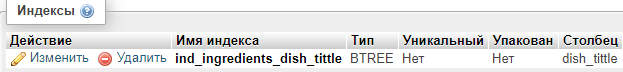 Индексы
Действие Имя индекса Тип Уникальный Упакован Столбец
Изменить Удалить ind_ingredients_dish_tittle BTREE Нет Нет dish_tittle